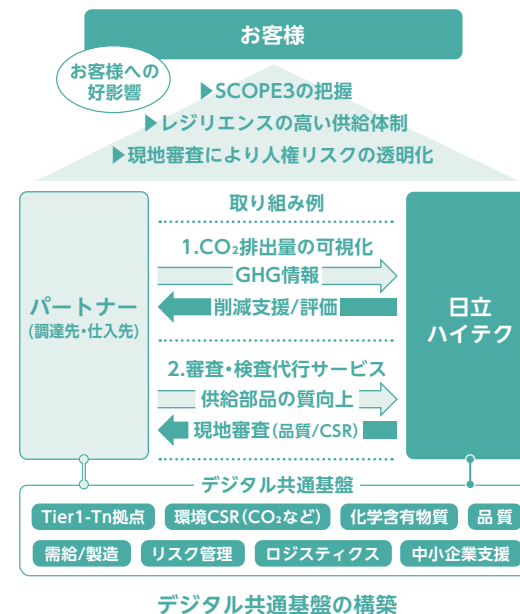 お客様
お客様への
好影響
▶SCOPE3の把握
▶レジリエンスの高い供給体制
▶現地審査により人権リスクの透明化
取り組み例
1.CO₂排出量の可視化
GHG情報
削減支援/評価
パートナー
(調達先・仕入先)
日立
ハイテク
2.審査・検査代行サービス
供給部品の質向上
現地審査(品質/CSR)
デジタル共通基盤
Tier1-Tn拠点 環境CSR(CO₂など) 化学含有物質 品質
需給/製造 リスク管理 ロジスティクス 中小企業支援
デジタル共通基盤の構築